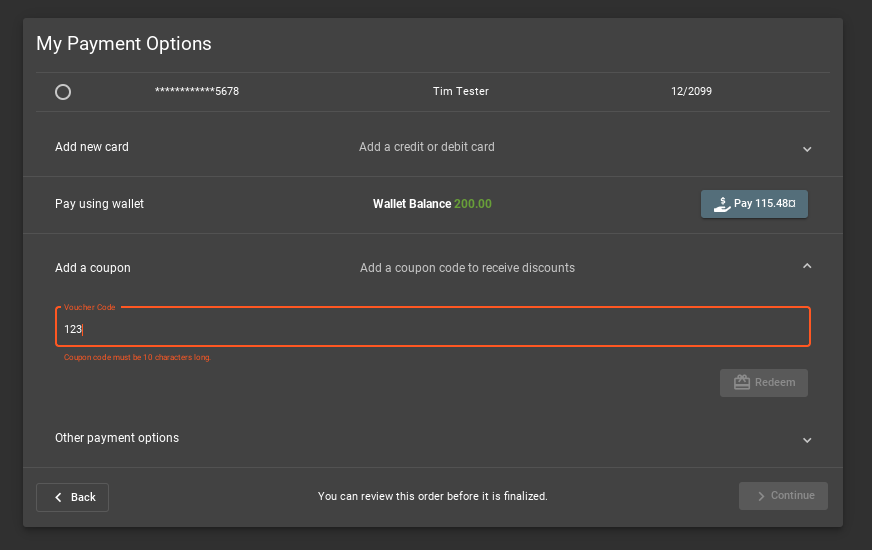 My Payment Options
************5678 Tim Tester 12/2099
Add new card Add a credit or debit card
Pay using wallet Wallet Balance 200.00 Pay 115.48¤
Add a coupon Add a coupon code to receive discounts
Voucher Code
123
Coupon code must be 10 characters long.
Redeem
Other payment options
Back You can review this order before it is finalized. Continue